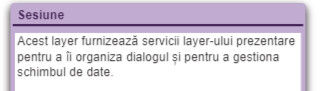 Sesiune
Acest layer furnizează servicii layer-ului prezentare
pentru a îi organiza dialogul și pentru a gestiona
schimbul de date.